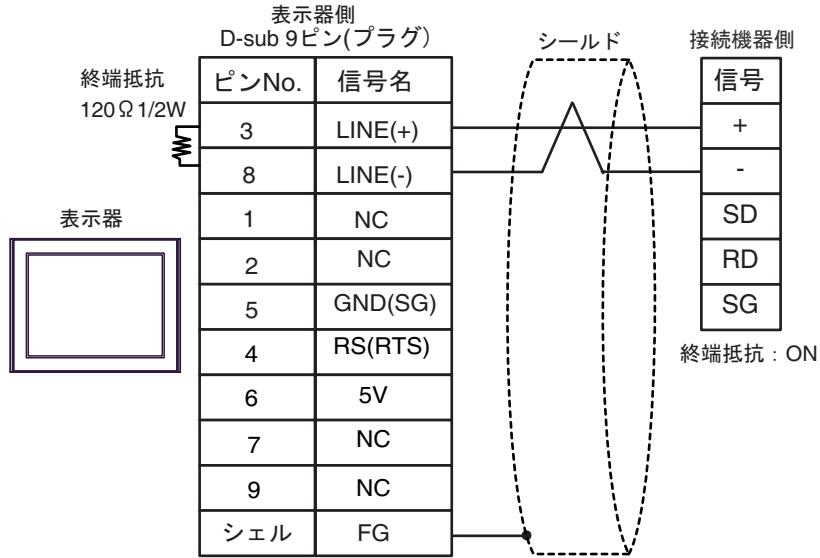 表示器側
D-sub 9ピン(プラグ)
シールド
接続機器側
終端抵抗
120Ω1/2W
ピンNo. 信号名
信号
3 LINE(+)
+
8 LINE(-)
-
表示器
1 NC
SD
2 NC
RD
5 GND(SG)
SG
4 RS(RTS)
終端抵抗：ON
6 5V
7 NC
9 NC
シェル FG